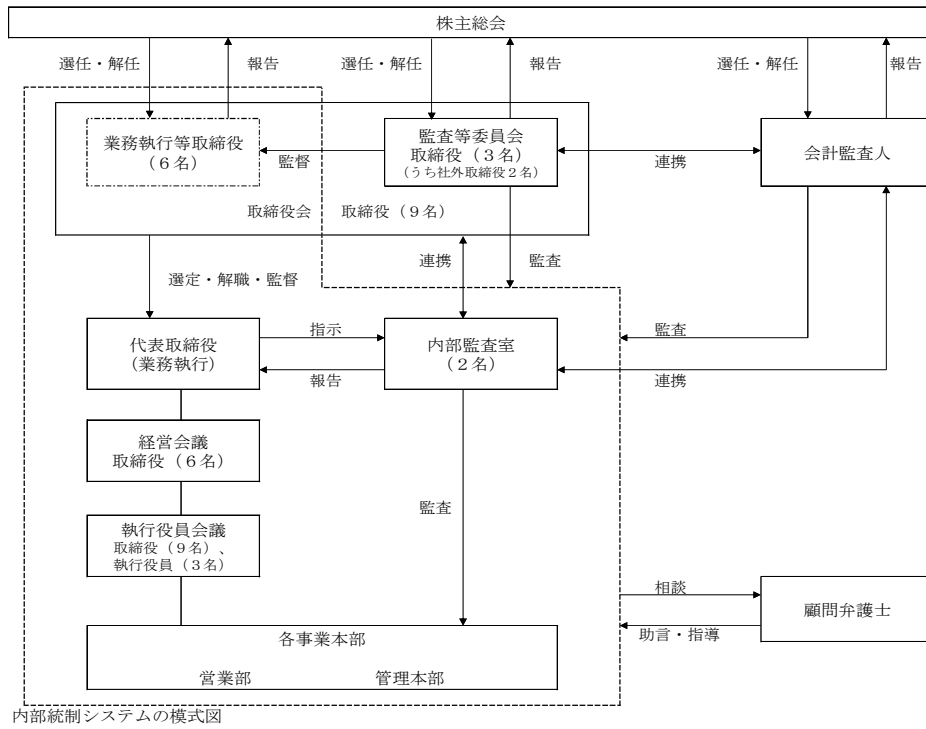 株主総会
選任・解任
報告
選任・解任
報告
選任・解任
報告
業務執行等取締役
（６名）
監督
監査等委員会
取締役（３名）
（うち社外取締役２名）
連携
会計監査人
取締役会　取締役（９名）
選定・解職・監督
連携
監査
代表取締役
（業務執行）
指示
報告
内部監査室
（２名）
監査
連携
経営会議
取締役（６名）
監査
執行役員会議
取締役（９名）、
執行役員（３名）
相談
助言・指導
顧問弁護士
各事業本部
営業部　管理本部
内部統制システムの模式図